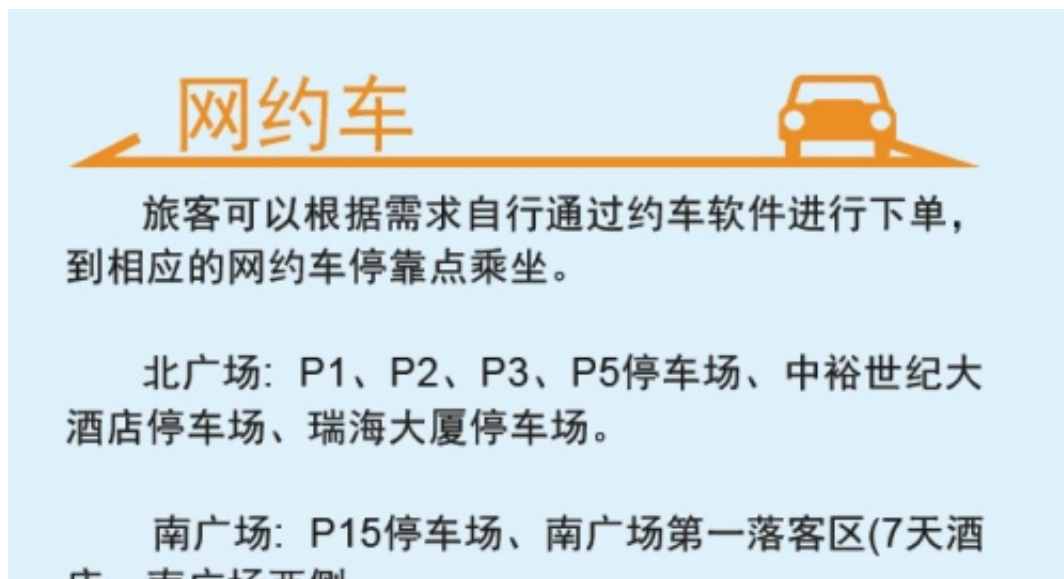 网约车
旅客可以根据需求自行通过约车软件进行下单，
到相应的网约车停靠点乘坐。
北广场: P1、P2、P3、P5停车场、中裕世纪大
酒店停车场、瑞海大厦停车场。
南广场: P15停车场、南广场第一落客区(7天酒